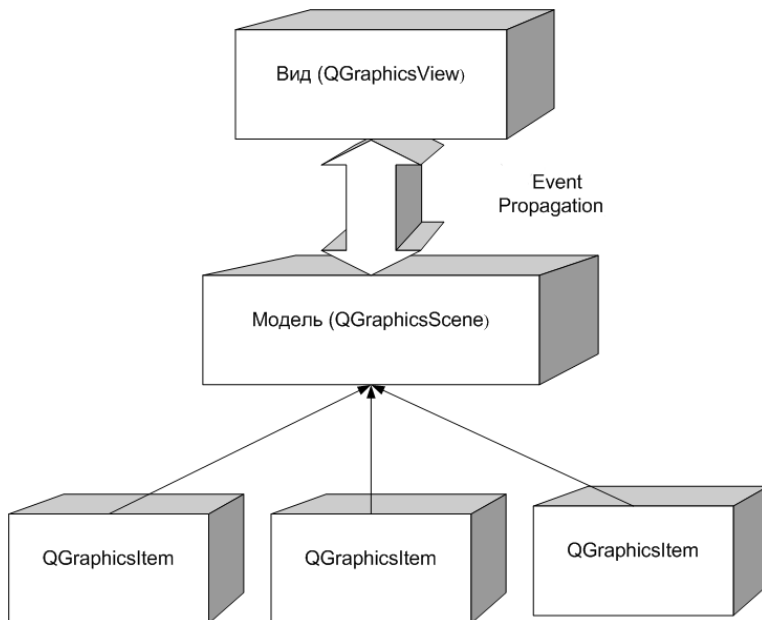 Вид (QGraphicsView)
Event
Propagation
Модель (QGraphicsScene)
QGraphicsItem
QGraphicsItem
QGraphicsItem